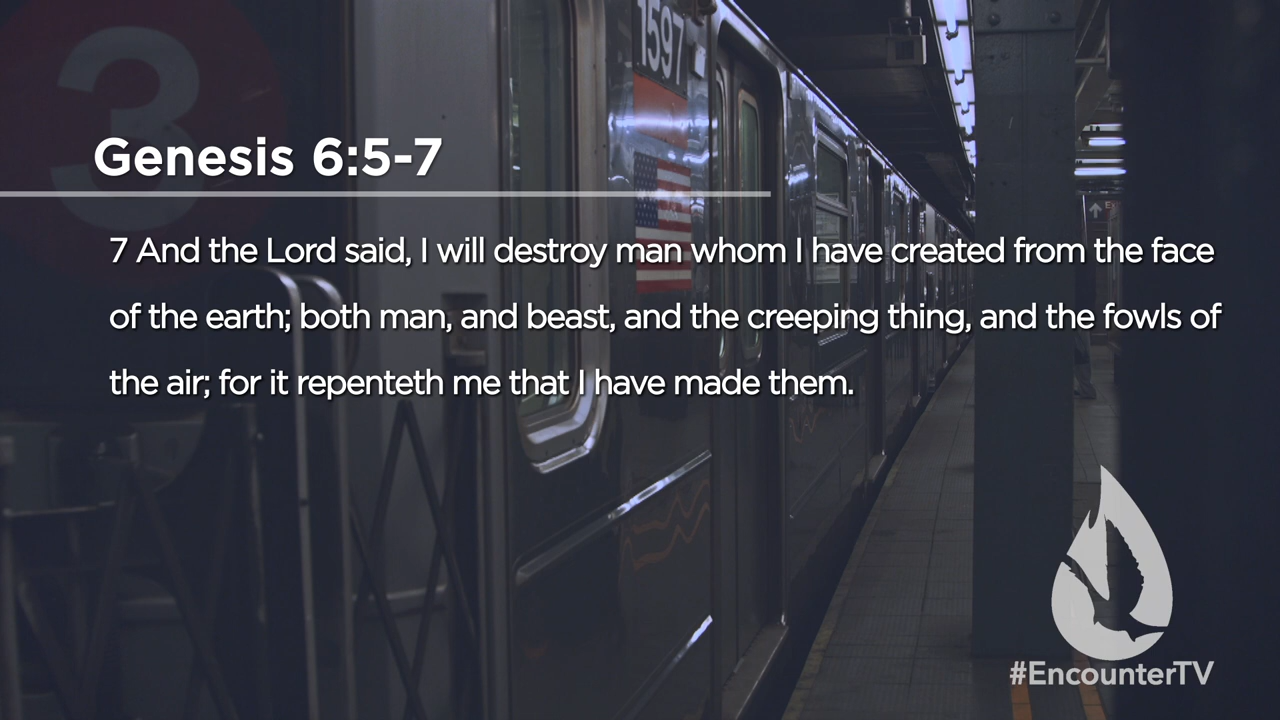 3
1597
Genesis 6:5-7
7 And the Lord said, I will destroy man whom I have created from the face
of the earth; both man, and beast, and the creeping thing, and the fowls of
the air; for it repenteth me that I have made them.
#EncounterTV